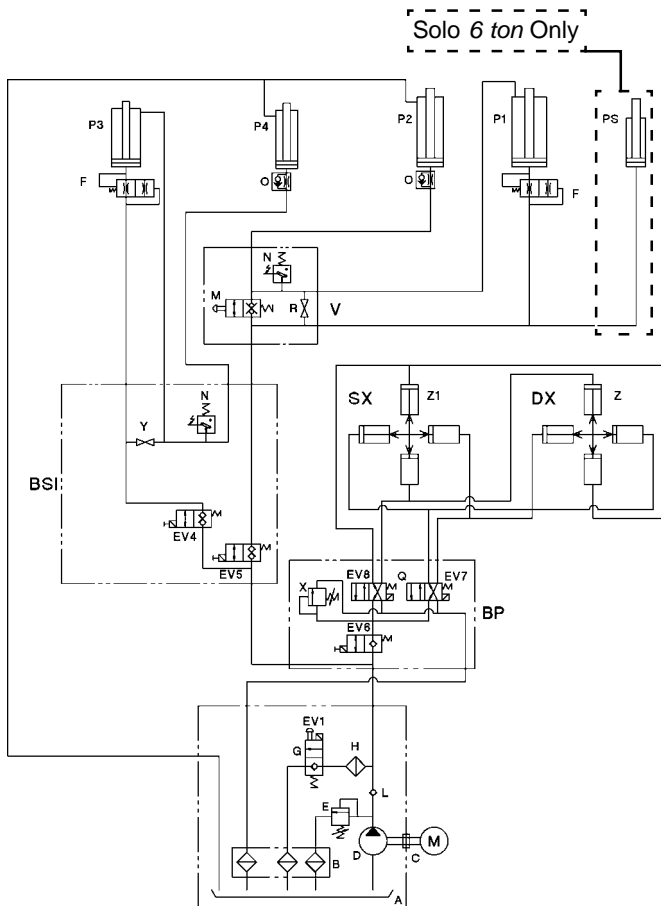 Solo 6 ton Only
P3
P4
P2
P1
PS
F
O
O
F
N
M
R
V
SX
Z1
DX
Z
N
Y
BSI
EV4
EV5
EV8
Q
EV7
X
BP
EV6
EV1
G
H
L
E
D
C
M
B
A